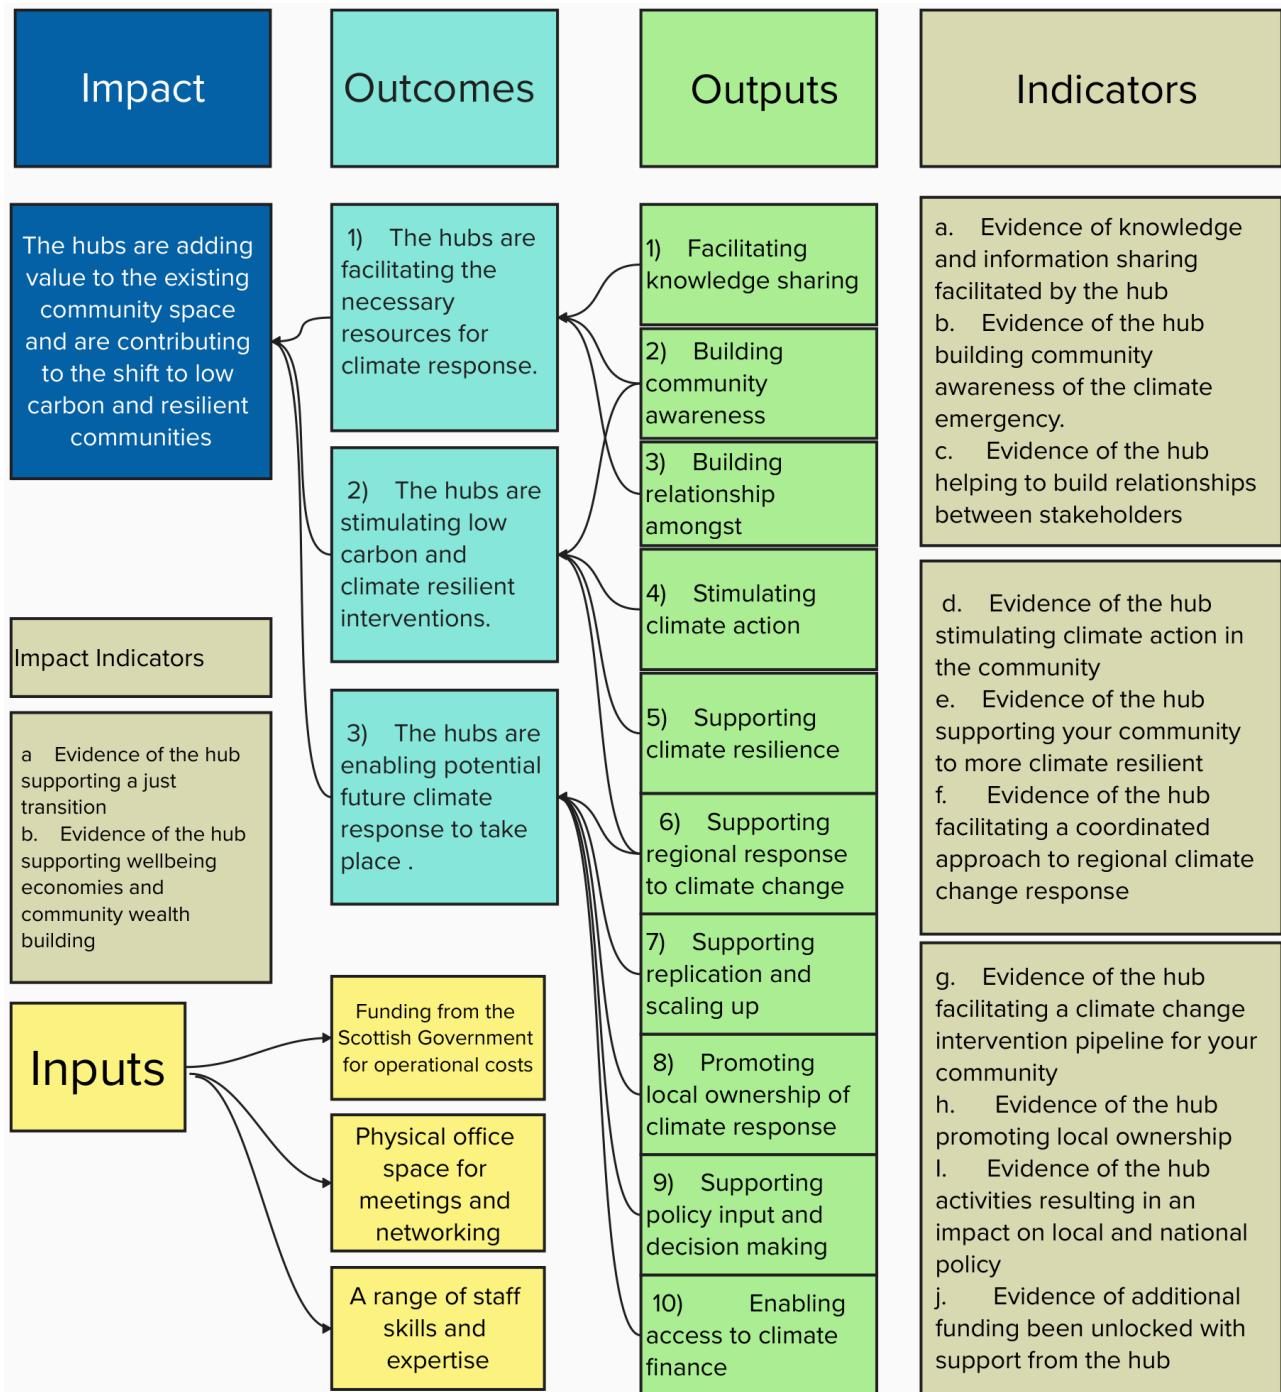 Impact
Outcomes
Outputs
Indicators
The hubs are adding
value to the existing
community space
and are contributing
to the shift to low
carbon and resilient
communities
Impact Indicators
a Evidence of the hub
supporting a just
transition
b. Evidence of the hub
supporting wellbeing
economies and
community wealth
building
Inputs
1) The hubs are
facilitating the
necessary
resources for
climate response.
2) The hubs are
stimulating low
carbon and
climate resilient
interventions.
3) The hubs are
enabling potential
future climate
response to take
place .
Funding from the
Scottish Government
for operational costs
Physical office
space for
meetings and
networking
A range of staff
skills and
expertise
1) Facilitating
knowledge sharing
2) Building
community
awareness
3) Building
relationship
amongst
4) Stimulating
climate action
5) Supporting
climate resilience
6) Supporting
regional response
to climate change
7) Supporting
replication and
scaling up
8) Promoting
local ownership of
climate response
9) Supporting
policy input and
decision making
10) Enabling
access to climate
finance
a. Evidence of knowledge
and information sharing
facilitated by the hub
b. Evidence of the hub
building community
awareness of the climate
emergency.
c. Evidence of the hub
helping to build relationships
between stakeholders
d. Evidence of the hub
stimulating climate action in
the community
e. Evidence of the hub
supporting your community
to more climate resilient
f. Evidence of the hub
facilitating a coordinated
approach to regional climate
change response
g. Evidence of the hub
facilitating a climate change
intervention pipeline for your
community
h. Evidence of the hub
promoting local ownership
I. Evidence of the hub
activities resulting in an
impact on local and national
policy
j. Evidence of additional
funding been unlocked with
support from the hub